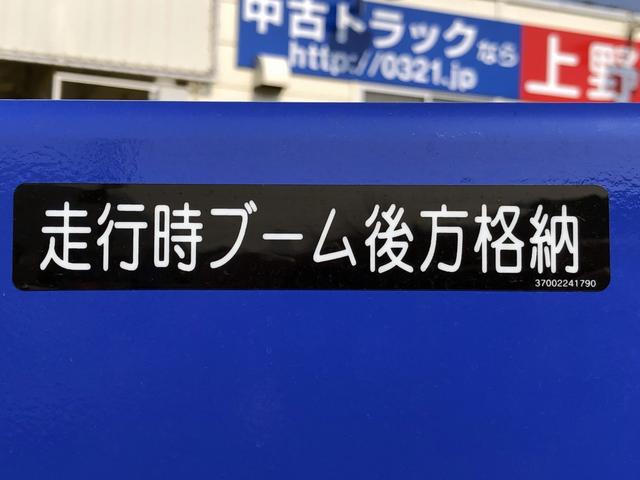 中古トラックなら
http://0321.jp
上野
走行時ブーム後方格納
37002241790